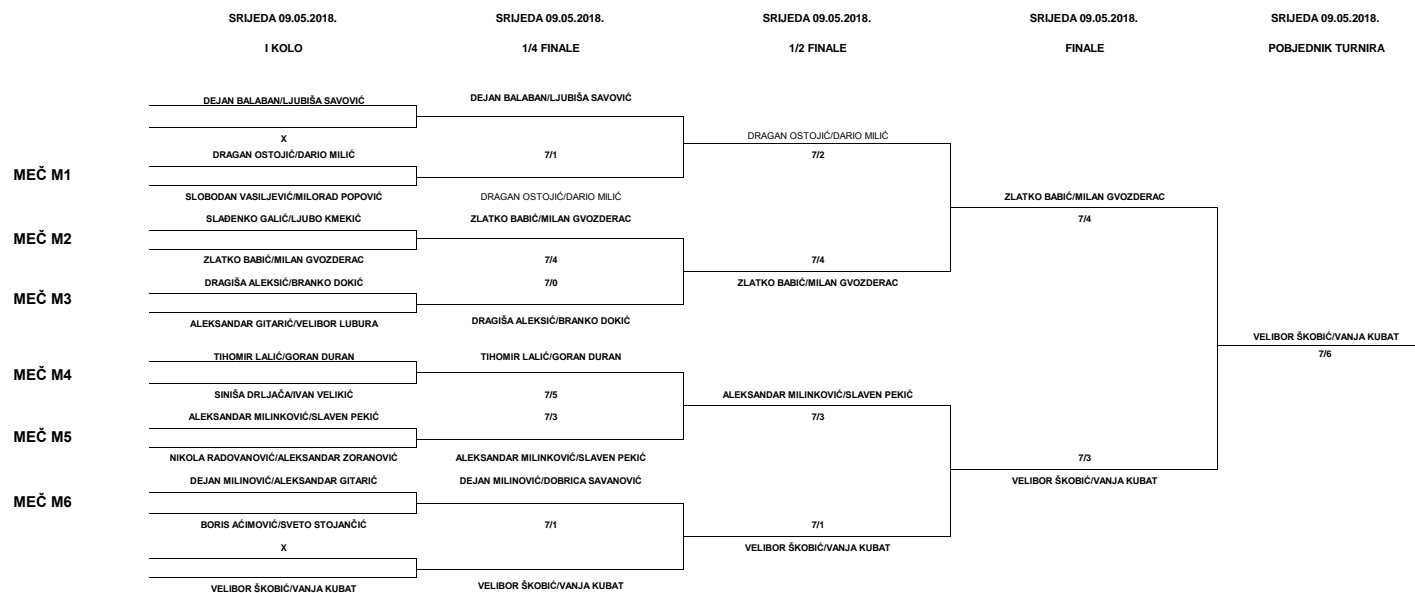 SRIJEDA 09.05.2018. SRIJEDA 09.05.2018. SRIJEDA 09.05.2018. SRIJEDA 09.05.2018. SRIJEDA 09.05.2018.
I KOLO 1/4 FINALE 1/2 FINALE FINALE POBJEDNIK TURNIRA
DEJAN BALABAN/LJUBIŠA SAVOVIĆ DEJAN BALABAN/LJUBIŠA SAVOVIĆ
X DRAGAN OSTOJIĆ/DARIO MILIĆ
DRAGAN OSTOJIĆ/DARIO MILIĆ 7/1 7/2
MEČ M1
SLOBODAN VASILJEVIĆ/MILORAD POPOVIĆ DRAGAN OSTOJIĆ/DARIO MILIĆ ZLATKO BABIĆ/MILAN GVOZDERAC
SLAĐENKO GALIĆ/LJUBO KMEKIĆ ZLATKO BABIĆ/MILAN GVOZDERAC 7/4
MEČ M2
ZLATKO BABIĆ/MILAN GVOZDERAC 7/4 7/4
DRAGIŠA ALEKSIĆ/BRANKO DOKIĆ 7/0 ZLATKO BABIĆ/MILAN GVOZDERAC
MEČ M3
ALEKSANDAR GITARIĆ/VELIBOR LUBURA DRAGIŠA ALEKSIĆ/BRANKO DOKIĆ
VELIBOR ŠKOBIĆ/VANJA KUBAT
TIHOMIR LALIĆ/GORAN DURAN TIHOMIR LALIĆ/GORAN DURAN 7/6
MEČ M4
SINIŠA DRLJAČA/IVAN VELIKIĆ 7/5 ALEKSANDAR MILINKOVIĆ/SLAVEN PEKIĆ
ALEKSANDAR MILINKOVIĆ/SLAVEN PEKIĆ 7/3 7/3
MEČ M5
NIKOLA RADOVANOVIĆ/ALEKSANDAR ZORANOVIĆ ALEKSANDAR MILINKOVIĆ/SLAVEN PEKIĆ 7/3
DEJAN MILINOVIĆ/ALEKSANDAR GITARIĆ DEJAN MILINOVIĆ/DOBRICA SAVANOVIĆ VELIBOR ŠKOBIĆ/VANJA KUBAT
MEČ M6
BORIS AĆIMOVIĆ/SVETO STOJANČIĆ 7/1 7/1
X VELIBOR ŠKOBIĆ/VANJA KUBAT
VELIBOR ŠKOBIĆ/VANJA KUBAT VELIBOR ŠKOBIĆ/VANJA KUBAT